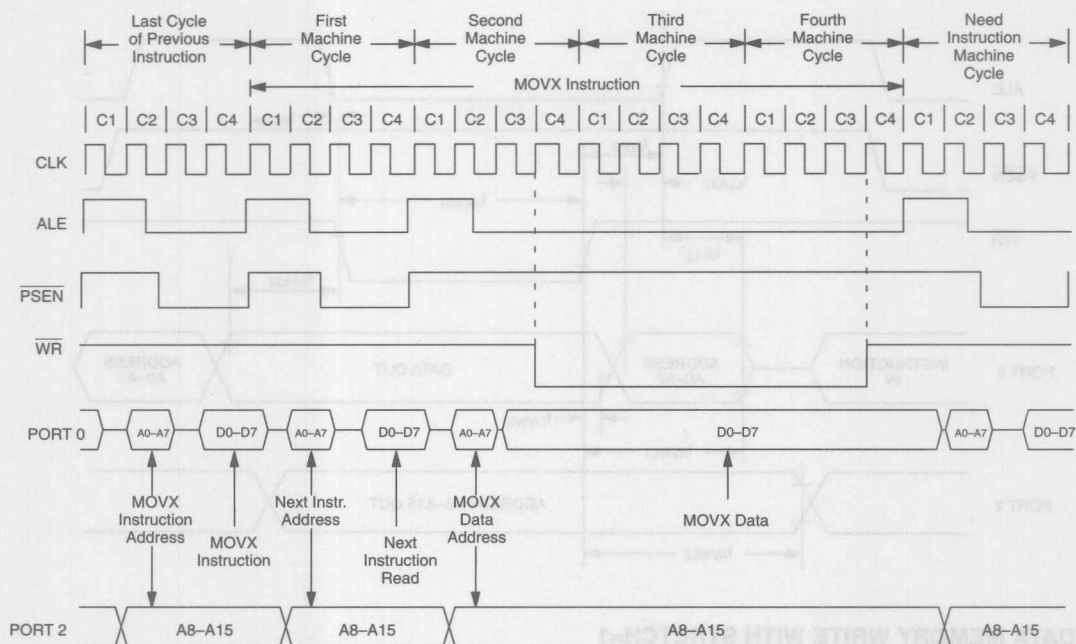 Last Cycle of Previous Instruction
First Machine Cycle
Second Machine Cycle
Third Machine Cycle
Fourth Machine Cycle
Need Instruction Machine Cycle
MOVX Instruction
C1 C2 C3 C4 C1 C2 C3 C4 C1 C2 C3 C4 C1 C2 C3 C4 C1 C2 C3 C4 C1 C2 C3 C4
CLK
ALE
PSEN
WR
PORT 0 A0–A7 D0–D7 A0–A7 D0–D7 A0–A7 D0–D7 A0–A7 D0–D7
MOVX Instruction Address
MOVX Instruction
Next Instr. Address
Next Instruction Read
MOVX Data Address
MOVX Data
PORT 2 A8–A15 A8–A15 A8–A15 A8–A15